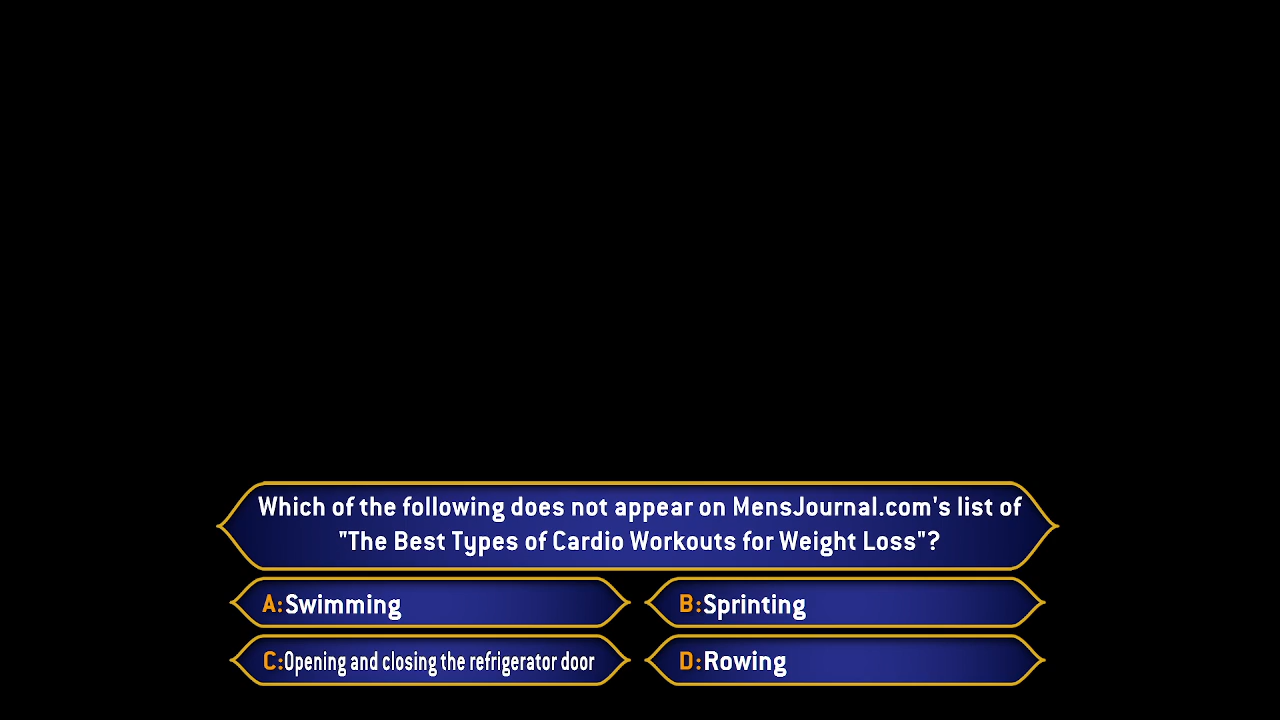 Which of the following does not appear on MensJournal.com's list of
"The Best Types of Cardio Workouts for Weight Loss"?
A:Swimming
B:Sprinting
C:Opening and closing the refrigerator door
D:Rowing